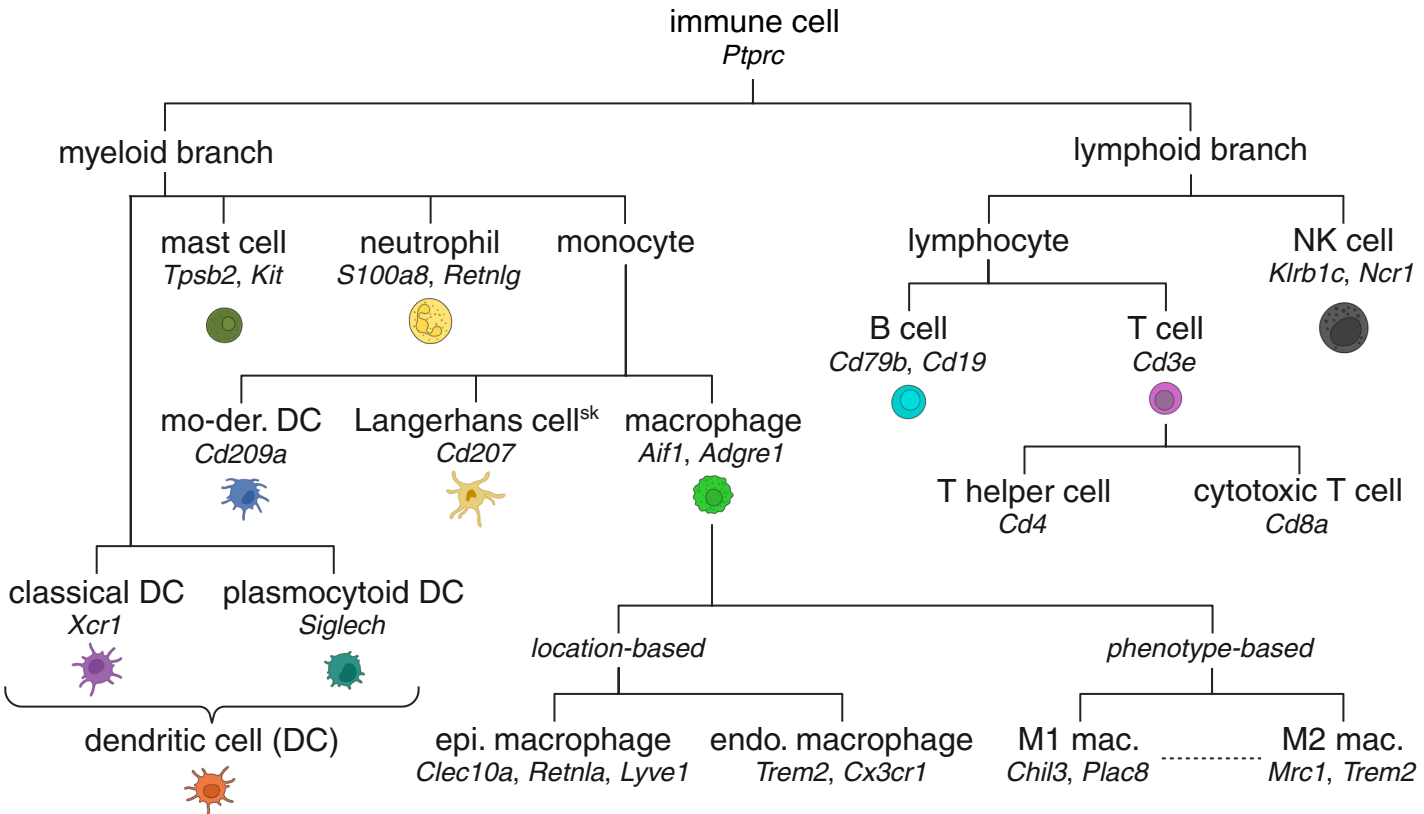 immune cell
Ptprc
myeloid branch
lymphoid branch
mast cell
Tpsb2, Kit
neutrophil
S100a8, Retnlg
monocyte
lymphocyte
NK cell
Klrb1c, Ncr1
B cell
Cd79b, Cd19
T cell
Cd3e
mo-der. DC
Cd209a
Langerhans cellsk
Cd207
macrophage
Aif1, Adgre1
T helper cell
Cd4
cytotoxic T cell
Cd8a
classical DC
Xcr1
plasmocytoid DC
Siglech
location-based
phenotype-based
dendritic cell (DC)
epi. macrophage
Clec10a, Retnla, Lyve1
endo. macrophage
Trem2, Cx3cr1
M1 mac.
Chil3, Plac8
M2 mac.
Mrc1, Trem2